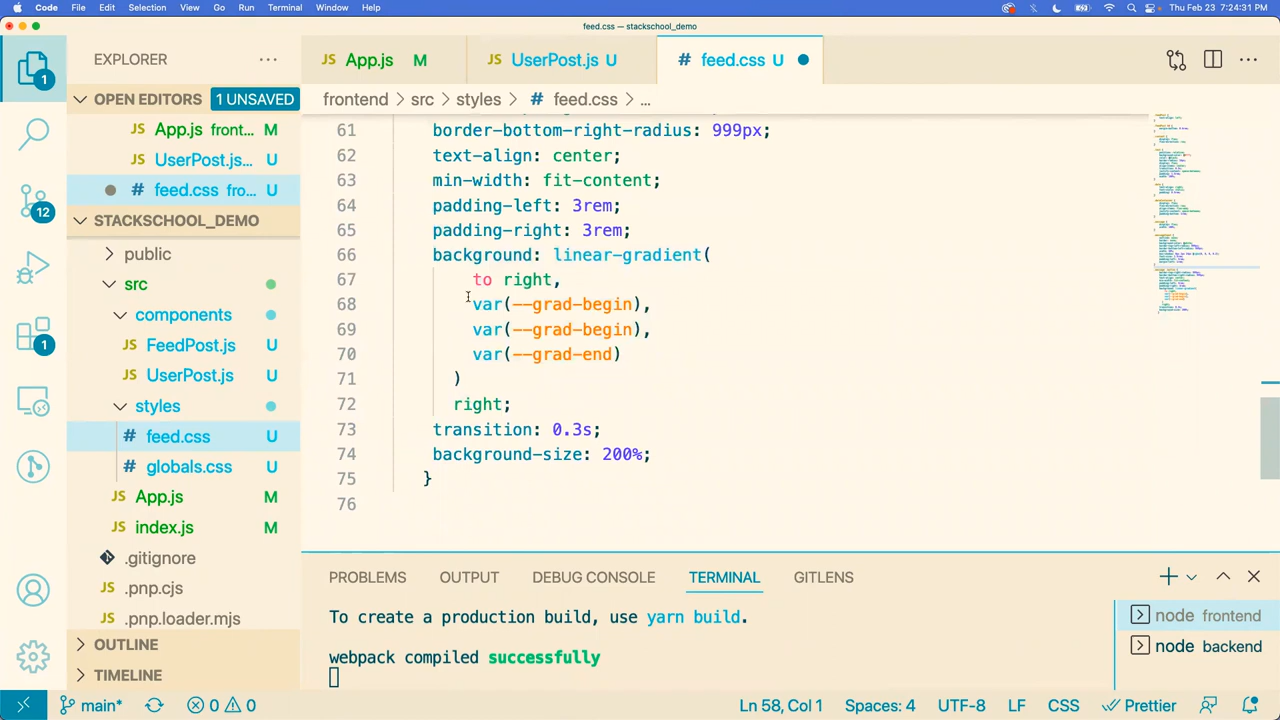 Code File Edit Selection View Go Run Terminal Window Help
Thu Feb 23 7:24:31 PM
feed.css — stackschool_demo
EXPLORER
JS App.js M
JS UserPost.js U
# feed.css U
OPEN EDITORS 1 UNSAVED
frontend > src > styles > # feed.css > ...
JS App.js front... M
JS UserPost.js... U
# feed.css fro... U
STACKSCHOOL_DEMO
public
src
components
JS FeedPost.js U
JS UserPost.js U
styles
# feed.css U
# globals.css U
JS App.js M
JS index.js M
.gitignore
JS .pnp.cjs
JS .pnp.loader.mjs
OUTLINE
TIMELINE
1
12
1
61 border-bottom-right-radius: 999px;
62 text-align: center;
63 min-width: fit-content;
64 padding-left: 3rem;
65 padding-right: 3rem;
66 background: linear-gradient(
67 to right,
68 var(--grad-begin),
69 var(--grad-begin),
70 var(--grad-end)
71 )
72 right;
73 transition: 0.3s;
74 background-size: 200%;
75 }
76
PROBLEMS OUTPUT DEBUG CONSOLE TERMINAL GITLENS
To create a production build, use yarn build.
webpack compiled successfully
node frontend
node backend
main* 0 0 Ln 58, Col 1 Spaces: 4 UTF-8 LF CSS Prettier